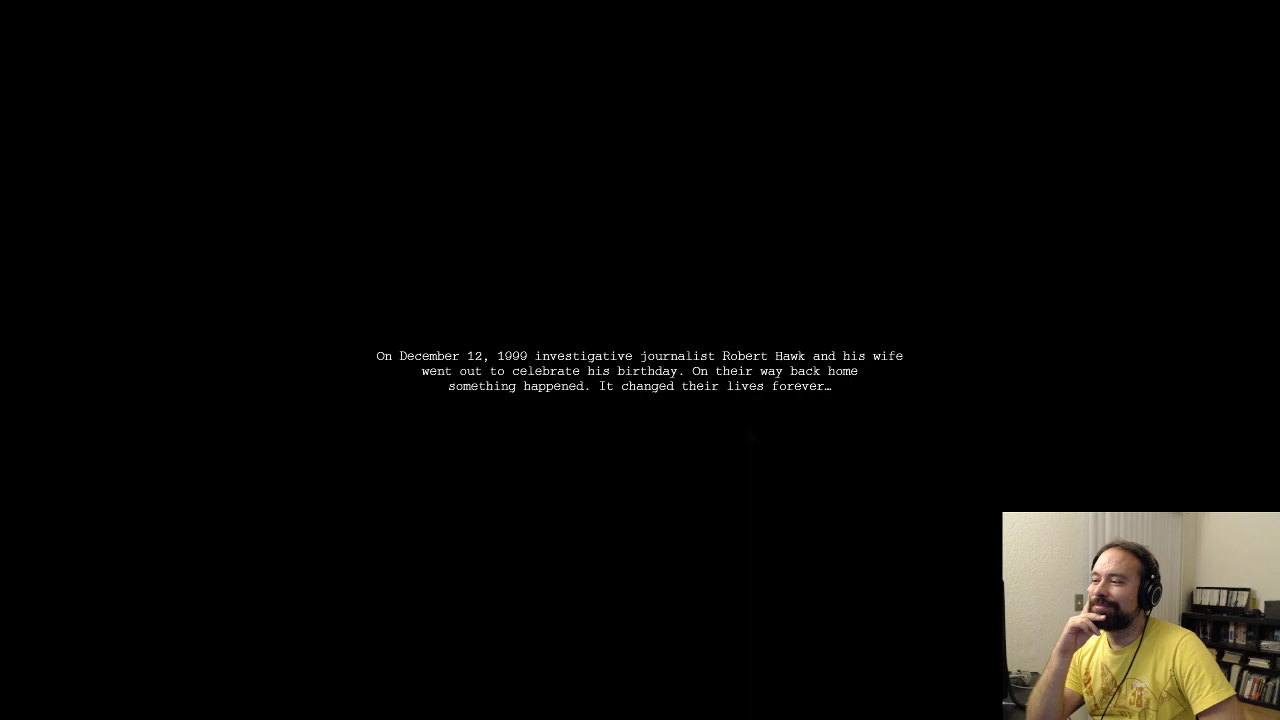 On December 12, 1999 investigative journalist Robert Hawk and his wife
went out to celebrate his birthday. On their way back home
something happened. It changed their lives forever…